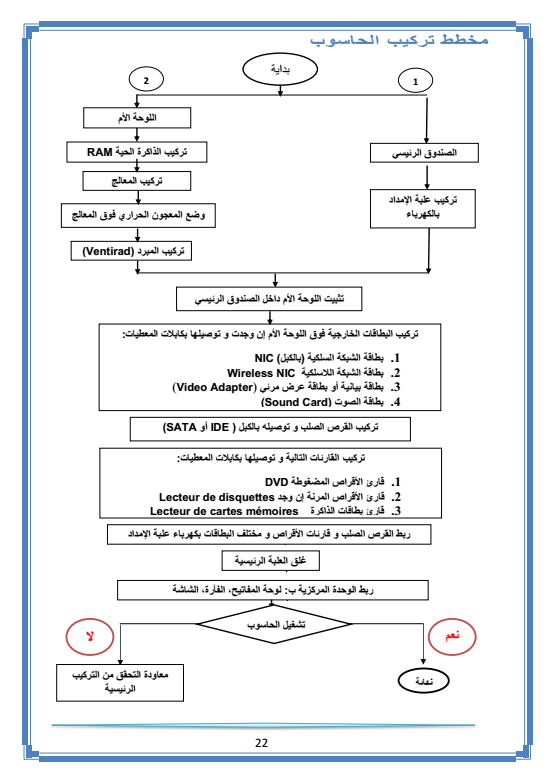 مخطط تركيب الحاسوب
بداية
1
2
الصندوق الرئيسي
تركيب علبة الإمداد
بالكهرباء
اللوحة الأم
تركيب الذاكرة الحية RAM
تركيب المعالج
وضع المعجون الحراري فوق المعالج
تركيب المبرد (Ventirad)
تثبيت اللوحة الأم داخل الصندوق الرئيسي
تركيب البطاقات الخارجية فوق اللوحة الأم إن وجدت و توصيلها بكابلات المعطيات:
1. بطاقة الشبكة السلكية (بالكبل) NIC
2. بطاقة الشبكة اللاسلكية Wireless NIC
3. بطاقة بيانية أو بطاقة عرض مرئي (Video Adapter)
4. بطاقة الصوت (Sound Card)
تركيب القرص الصلب و توصيله بالكبل ( IDE أو SATA)
تركيب القارئات التالية و توصيلها بكابلات المعطيات:
1. قارئ الأقراص المضغوطة DVD
2. قارئ الأقراص المرنة إن وجد Lecteur de disquettes
3. قارئ بطاقات الذاكرة Lecteur de cartes mémoires
ربط القرص الصلب و قارئات الأقراص و مختلف البطاقات بكهرباء علبة الإمداد
غلق العلبة الرئيسية
ربط الوحدة المركزية ب: لوحة المفاتيح، الفأرة، الشاشة
تشغيل الحاسوب
نعم
لا
نهاية
معاودة التحقق من التركيب
الرئيسية
22